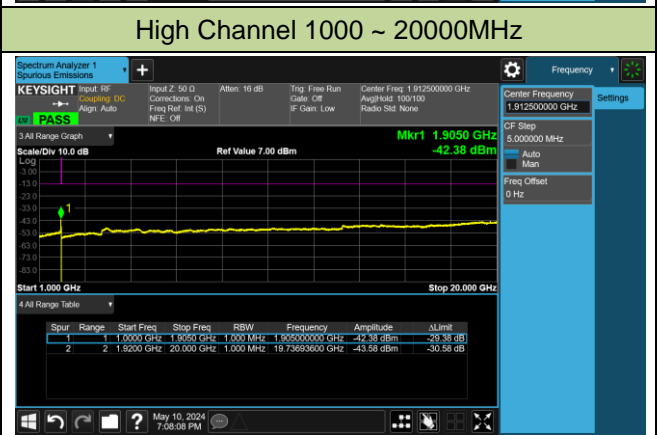 High Channel 1000 ~ 20000MHz
Spectrum Analyzer 1
Spurious Emissions
Frequency
KEYSIGHT Input: RF Input Z: 50 Ω Atten: 16 dB Trig: Free Run Center Freq: 1.912500000 GHz
Coupling: DC Corrections: On Gate: Off Avg|Hold: 100/100
Align: Auto Freq Ref: Int (S) IF Gain: Low Radio Std: None
NFE: Off
LW PASS
Center Frequency
1.912500000 GHz
Settings
CF Step
5.000000 MHz
Auto
Man
Freq Offset
0 Hz
3 All Range Graph
Mkr1 1.9050 GHz
Scale/Div 10.0 dB Ref Value 7.00 dBm -42.38 dBm
Log
-3.00
-13.0
-23.0
-33.0
1
-43.0
-53.0
-63.0
-73.0
-83.0
Start 1.000 GHz Stop 20.000 GHz
4 All Range Table
Spur Range Start Freq Stop Freq RBW Frequency Amplitude ΔLimit
1 1 1.0000 GHz 1.9050 GHz 1.000 MHz 1.905000000 GHz -42.38 dBm -29.38 dB
2 2 1.9200 GHz 20.000 GHz 1.000 MHz 19.73693600 GHz -43.58 dBm -30.58 dB
May 10, 2024
7:08:08 PM